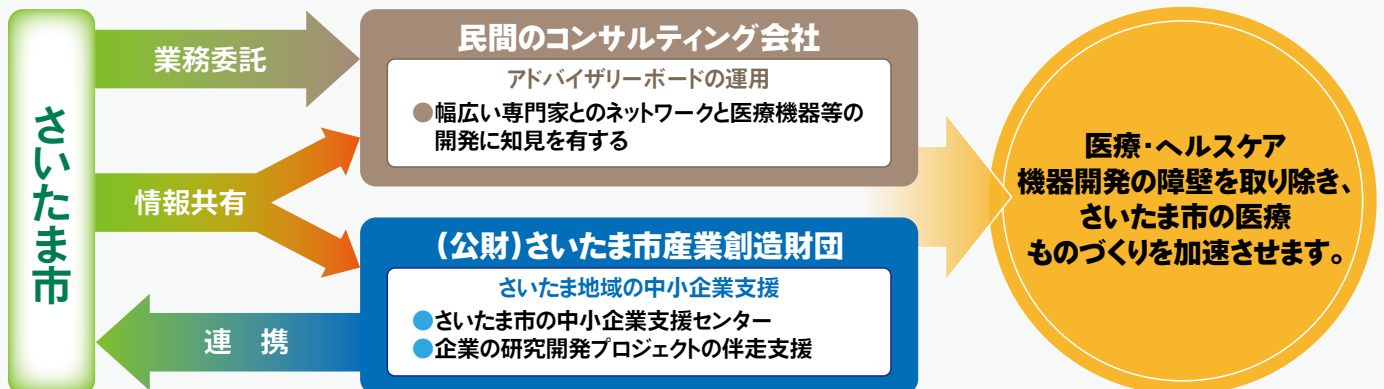 さいたま市
業務委託
情報共有
連 携
民間のコンサルティング会社
アドバイザリーボードの運用
●幅広い専門家とのネットワークと医療機器等の
開発に知見を有する
(公財)さいたま市産業創造財団
さいたま地域の中小企業支援
●さいたま市の中小企業支援センター
●企業の研究開発プロジェクトの伴走支援
医療・ヘルスケア
機器開発の障壁を取り除き、
さいたま市の医療
ものづくりを加速させます。